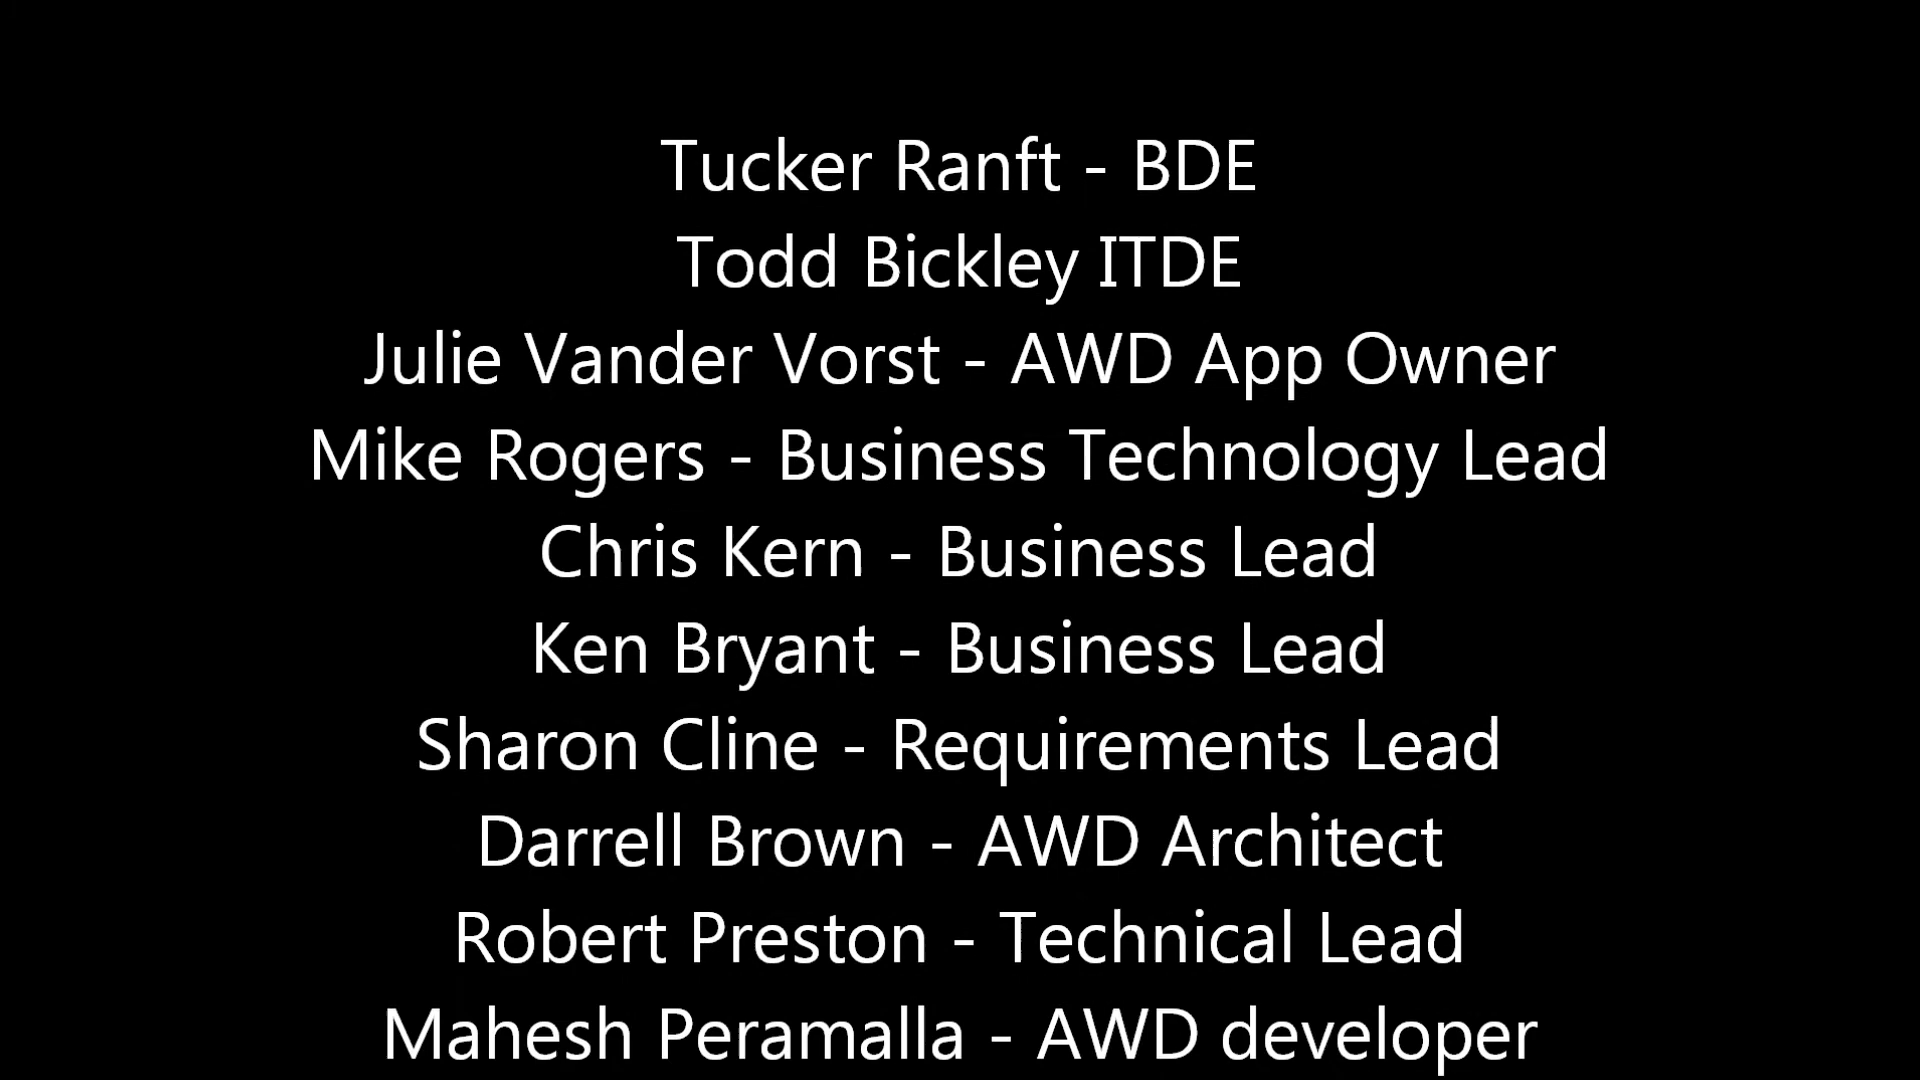 Tucker Ranft - BDE
Todd Bickley ITDE
Julie Vander Vorst - AWD App Owner
Mike Rogers - Business Technology Lead
Chris Kern - Business Lead
Ken Bryant - Business Lead
Sharon Cline - Requirements Lead
Darrell Brown - AWD Architect
Robert Preston - Technical Lead
Mahesh Peramalla - AWD developer